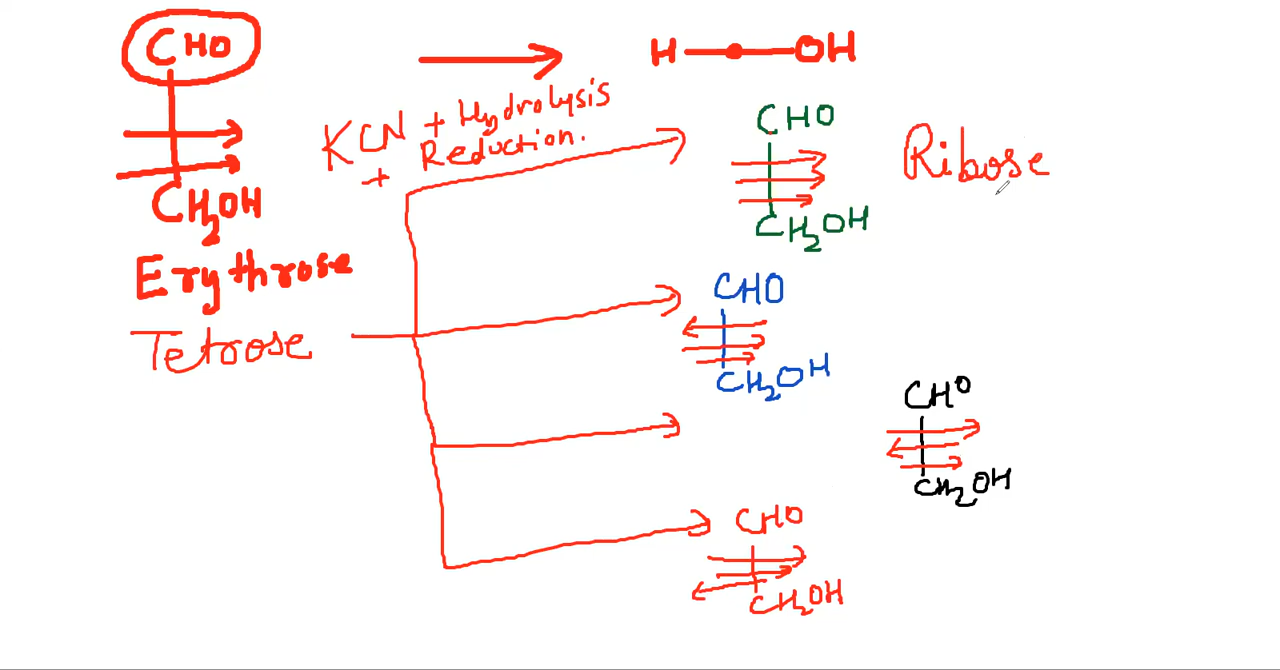 CHO
H OH
KCN + Hydrolysis
+ Reduction.
CH2OH
Erythrose
Tetrose
CHO
Ribose
CH2OH
CHO
CH2OH
CHO
CH2OH
CHO
CH2OH